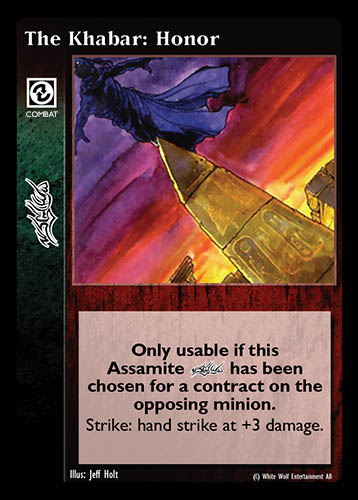 The Khabar: Honor
COMBAT
Only usable if this
Assamite has been
chosen for a contract on the
opposing minion.
Strike: hand strike at +3 damage.
Illus: Jeff Holt
(C) White Wolf Entertainment AB